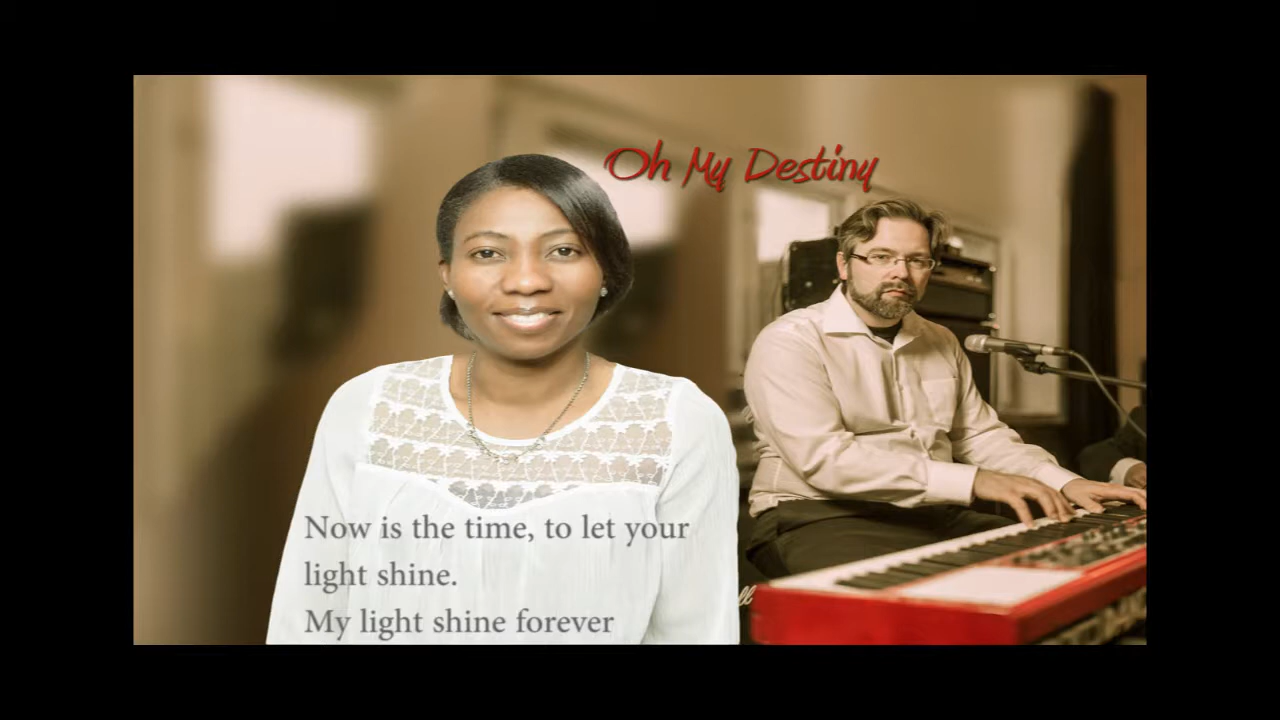 Oh My Destiny
Now is the time, to let your
light shine.
My light shine forever